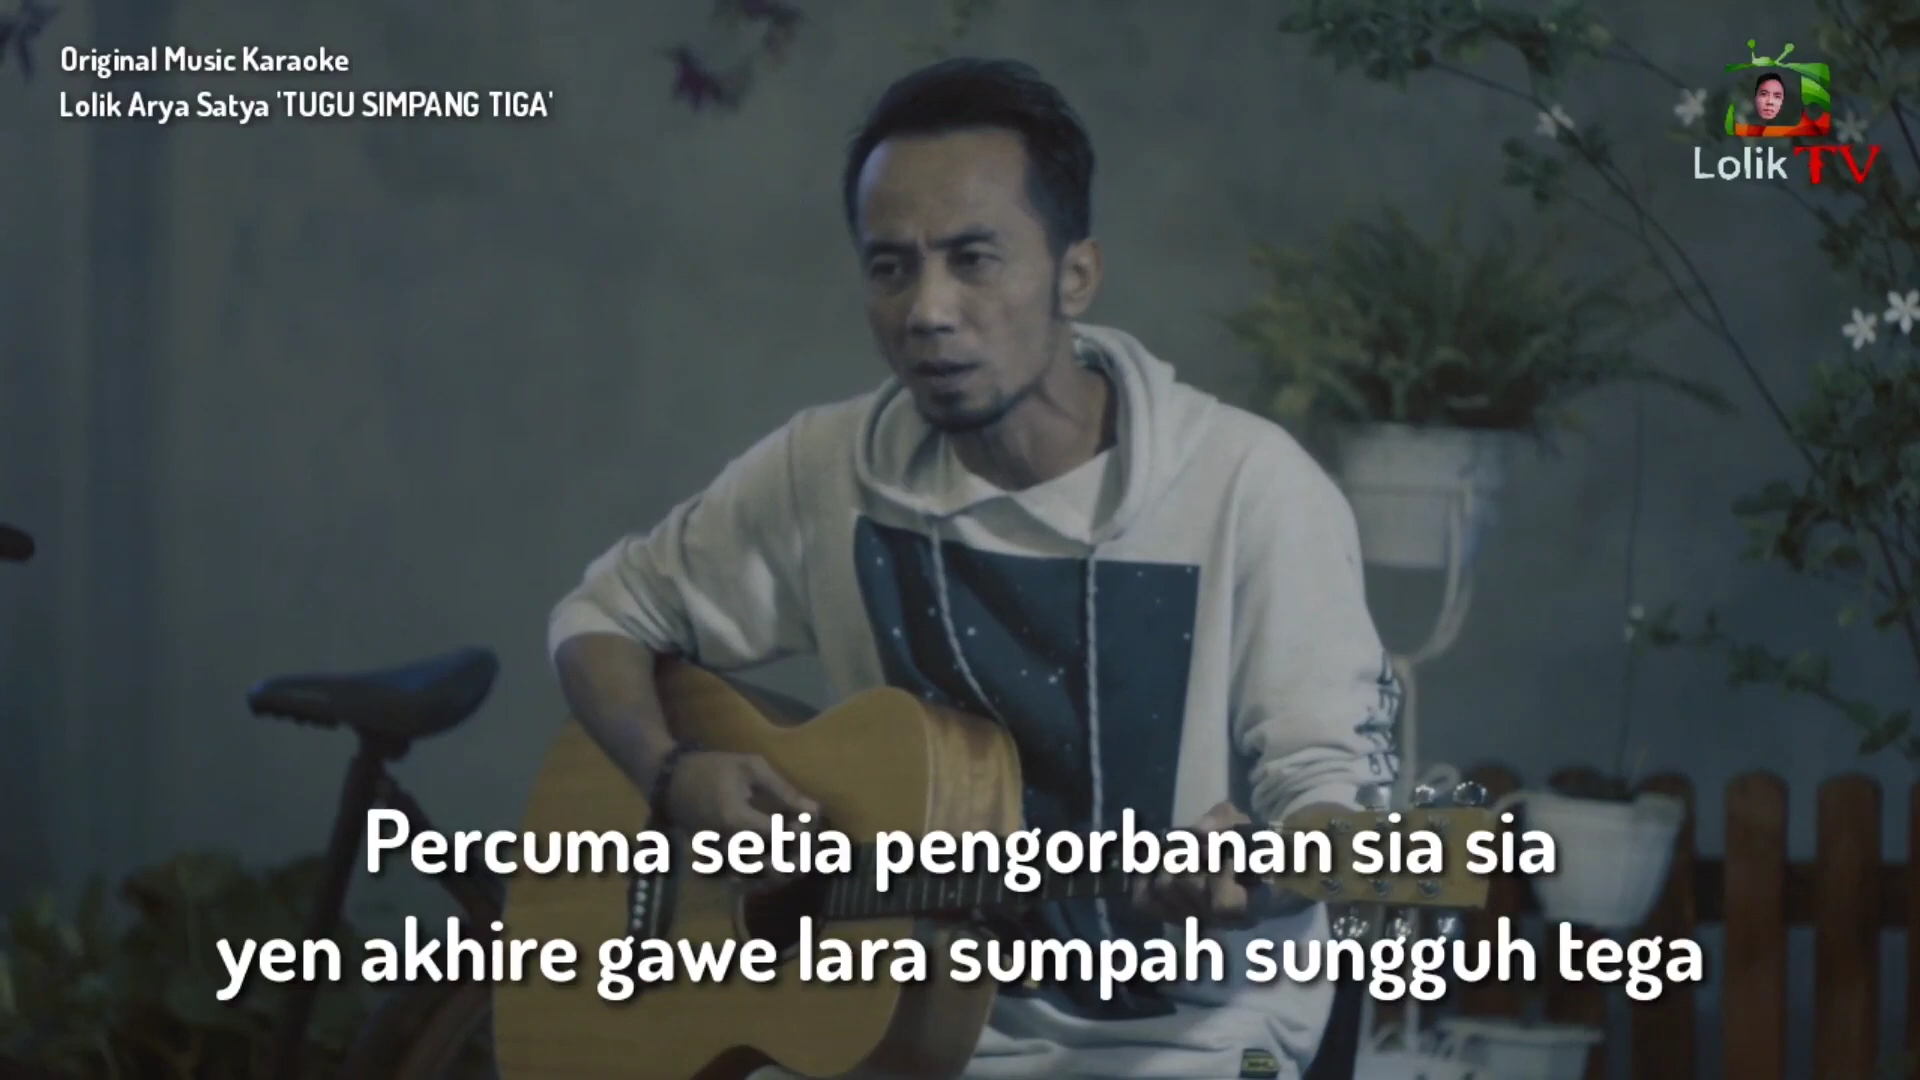 Original Music Karaoke
Lolik Arya Satya 'TUGU SIMPANG TIGA'
Lolik TV
Percuma setia pengorbanan sia sia
yen akhire gawe lara sumpah sungguh tega